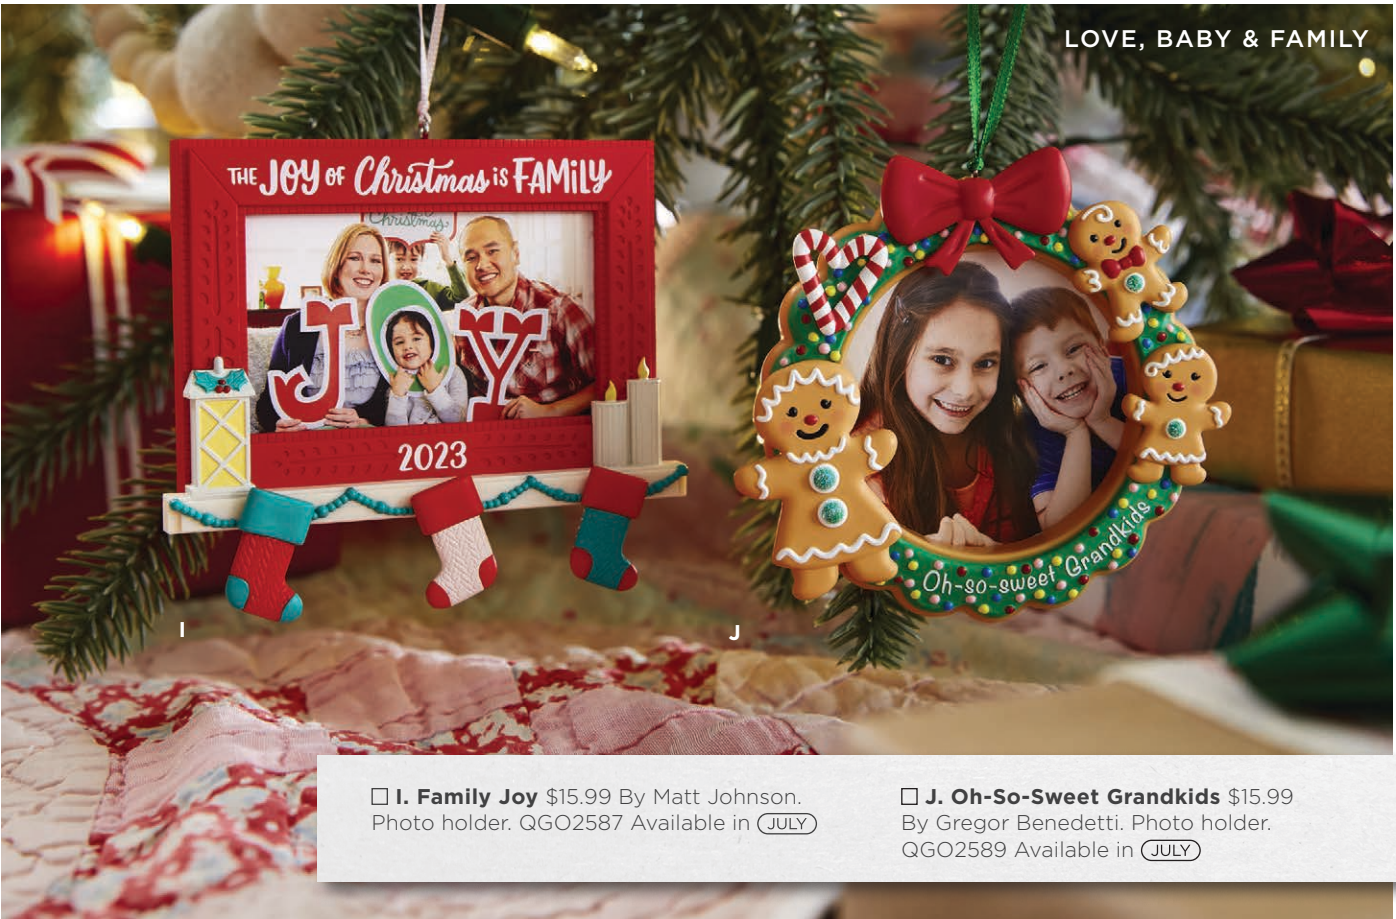 LOVE, BABY & FAMILY
THE JOY OF Christmas is FAMiLY
Christmas
JOY
2023
Oh-so-sweet Grandkids
I
J
I. Family Joy $15.99 By Matt Johnson.
Photo holder. QGO2587 Available in JULY
J. Oh-So-Sweet Grandkids $15.99
By Gregor Benedetti. Photo holder.
QGO2589 Available in JULY